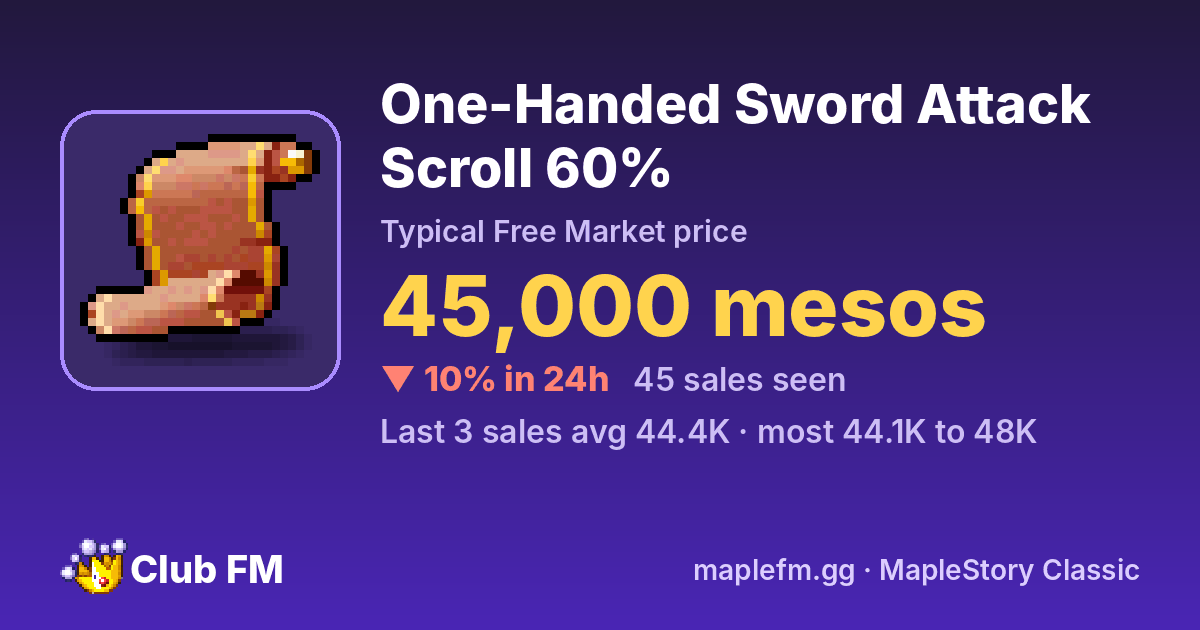 One-Handed Sword Attack
Scroll 60%
Typical Free Market price
45,000 mesos
▼ 10% in 24h 45 sales seen
Last 3 sales avg 44.4K · most 44.1K to 48K
Club FM
maplefm.gg · MapleStory Classic